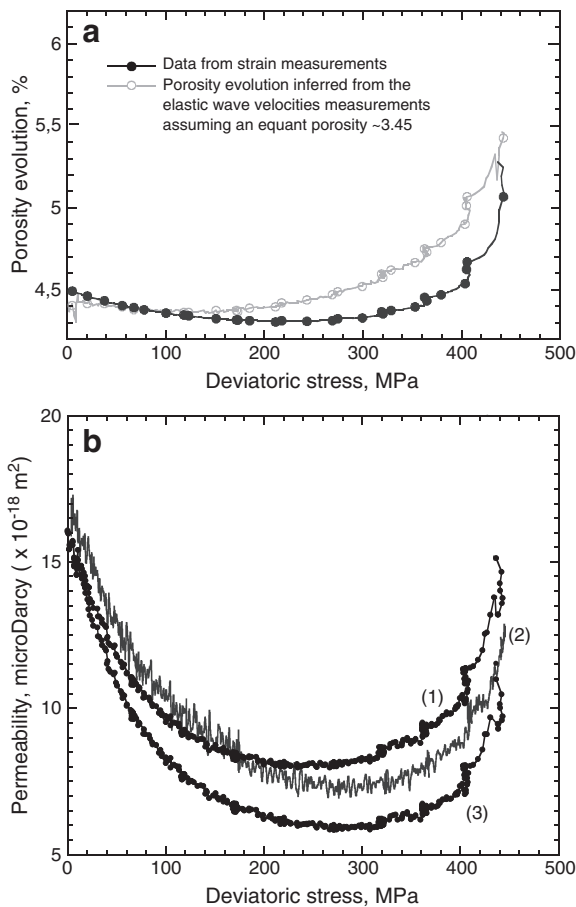 a
6
5,5
5
4,5
Porosity evolution, %
Data from strain measurements
Porosity evolution inferred from the
elastic wave velocities measurements
assuming an equant porosity ~3.45
0 100 200 300 400 500
Deviatoric stress, MPa
b
20
15
10
5
Permeability, microDarcy ( x 10-18 m2)
(1)
(2)
(3)
0 100 200 300 400 500
Deviatoric stress, MPa